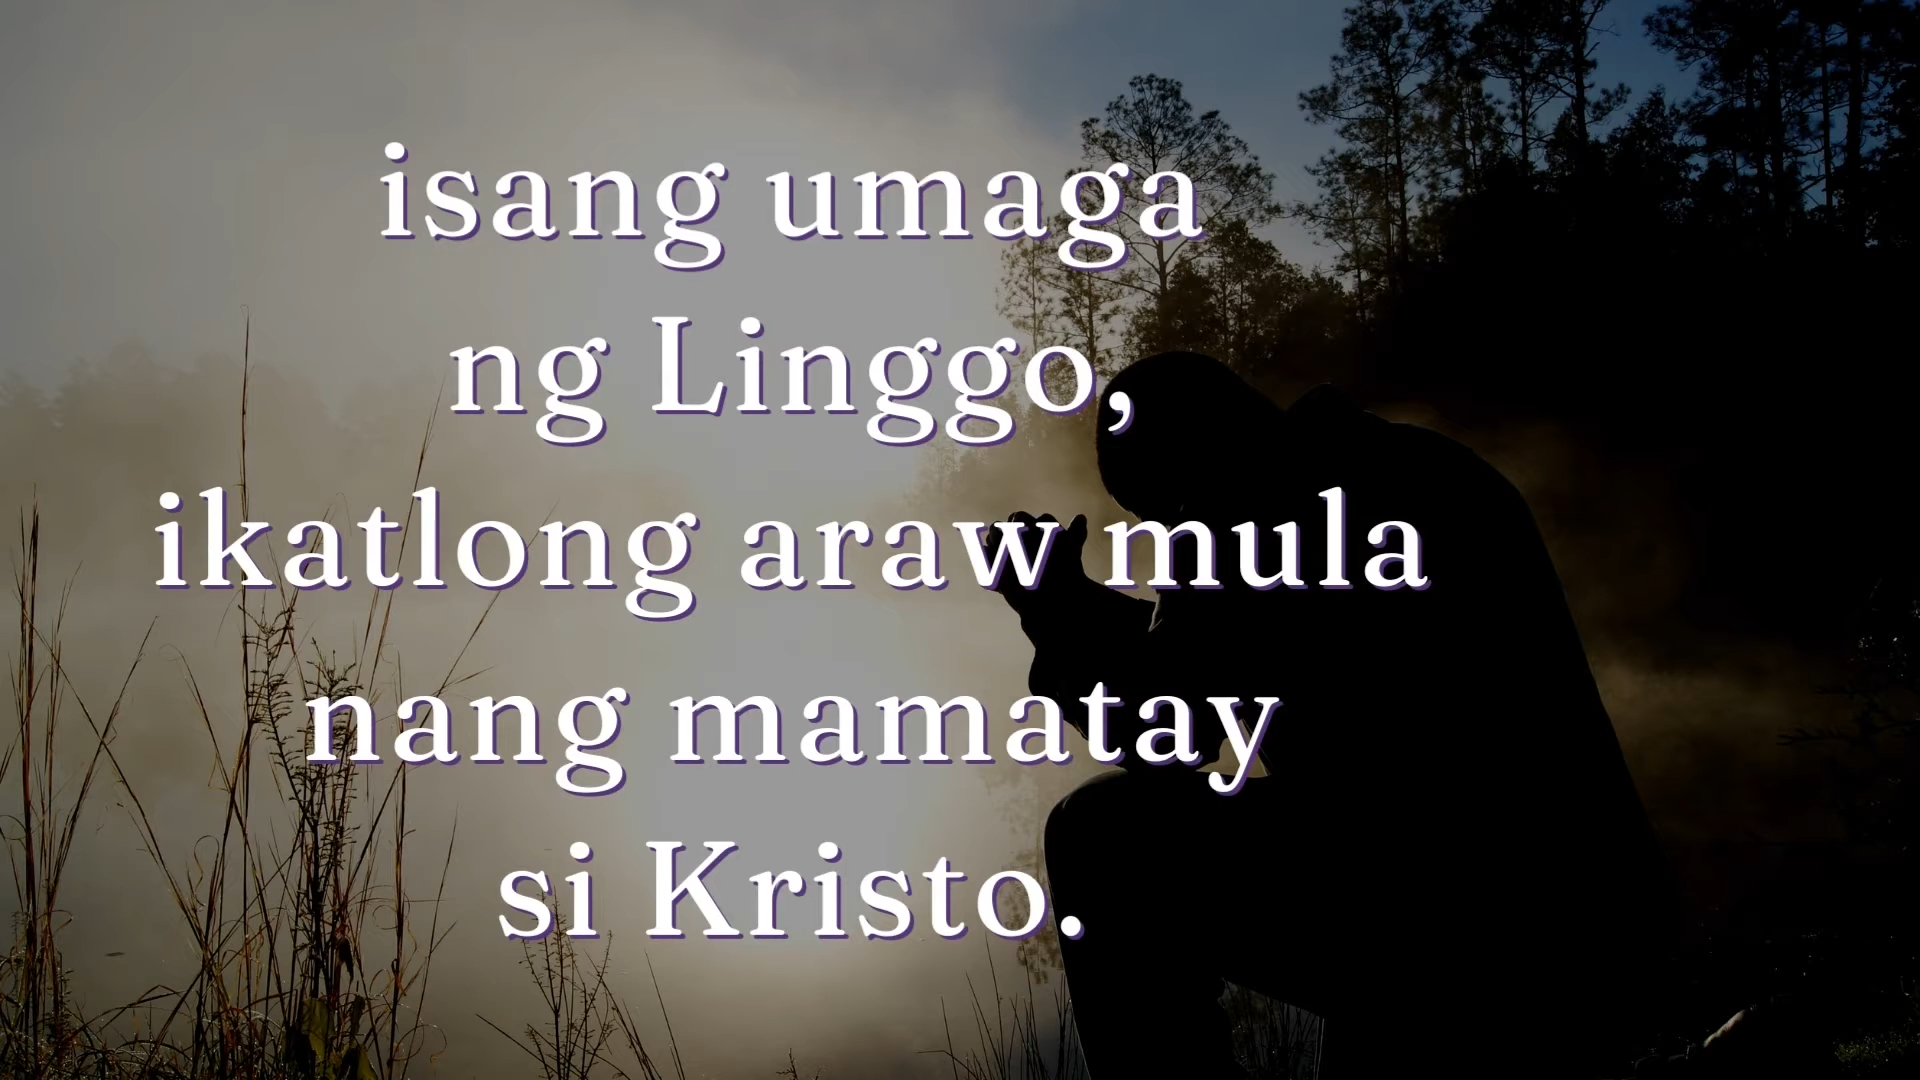 isang umaga
ng Linggo,
ikatlong araw mula
nang mamatay
si Kristo.